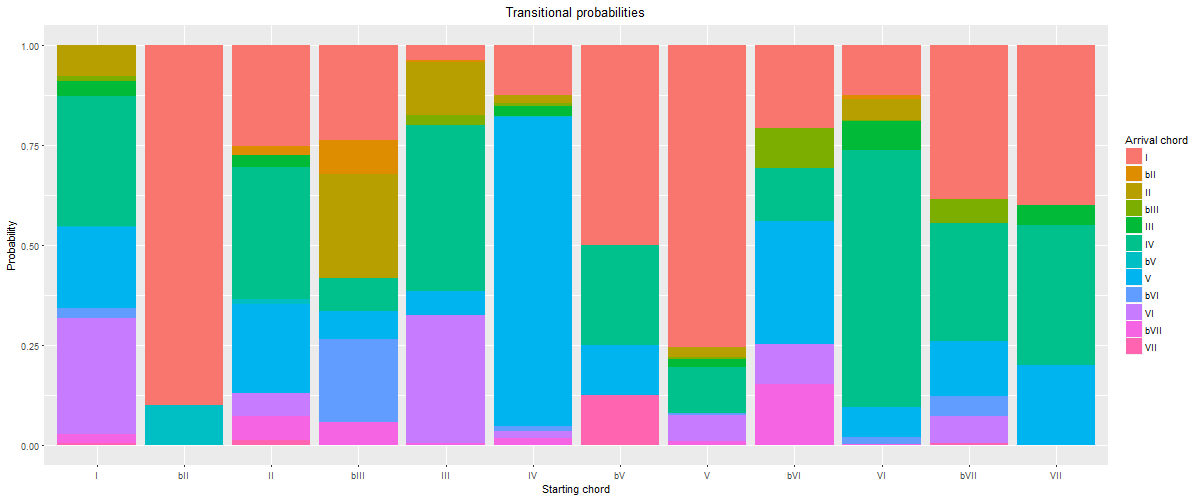 Transitional probabilities
1.00
0.75
0.50
0.25
0.00
Probability
I bII II bIII III IV bV V bVI VI bVII VII
Starting chord
Arrival chord
I
bII
II
bIII
III
IV
bV
V
bVI
VI
bVII
VII